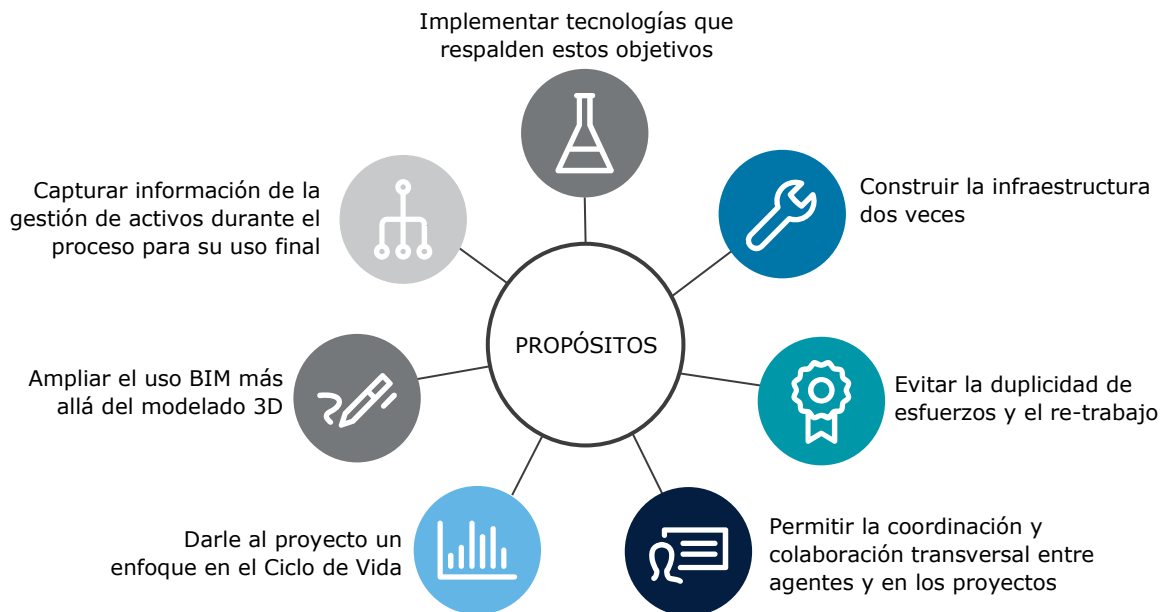 Implementar tecnologías que
respalden estos objetivos
Construir la infraestructura
dos veces
Evitar la duplicidad de
esfuerzos y el re-trabajo
Permitir la coordinación y
colaboración transversal entre
agentes y en los proyectos
Darle al proyecto un
enfoque en el Ciclo de Vida
Ampliar el uso BIM más
allá del modelado 3D
Capturar información de la
gestión de activos durante el
proceso para su uso final
PROPÓSITOS